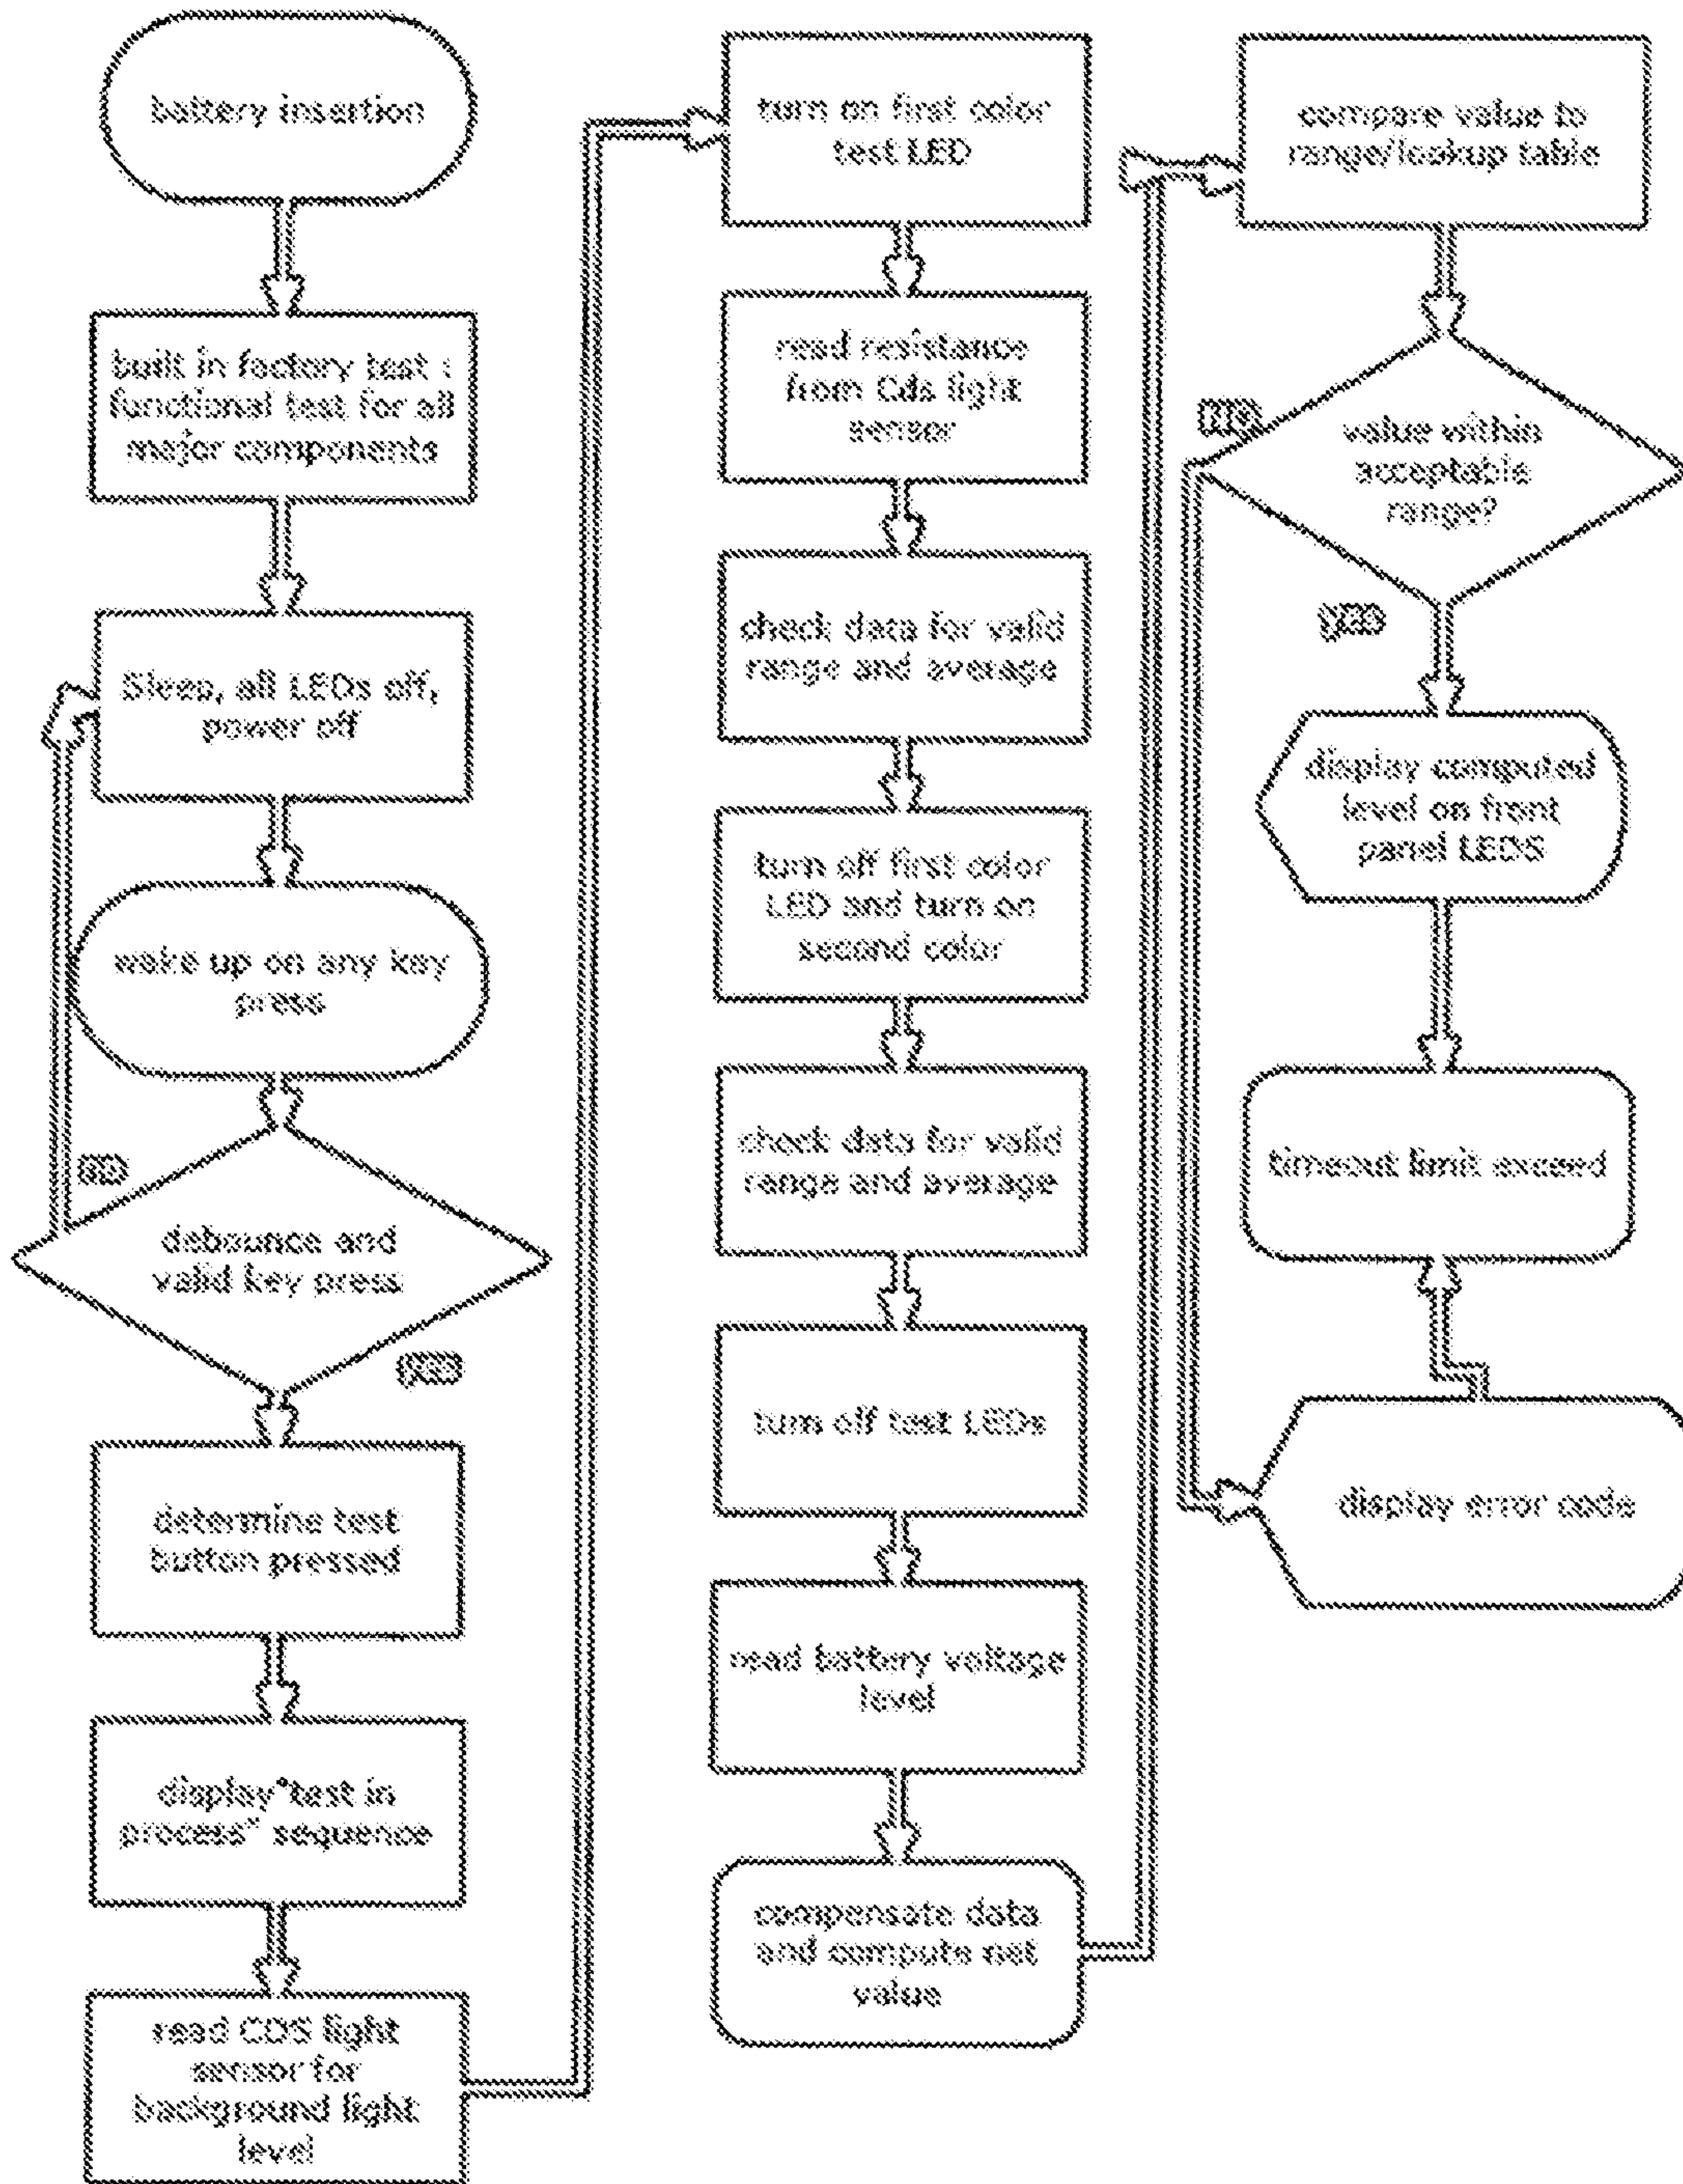 battery insertion
built in factory test :
functional test for all
major components
Sleep, all LEDs off,
power off
wake up on any key
press
no
debounce and
valid key press
yes
determine test
button pressed
display"test in
process" sequence
read CDS light
sensor for
background light
level
turn on first color
test LED
read resistance
from Cds light
sensor
check data for valid
range and average
turn off first color
LED and turn on
second color
check data for valid
range and average
turn off test LEDs
read battery voltage
level
compensate data
and compute net
value
compare value to
range/lookup table
no
value within
acceptable
range?
yes
display computed
level on front
panel LEDS
timeout limit exceed
display error code